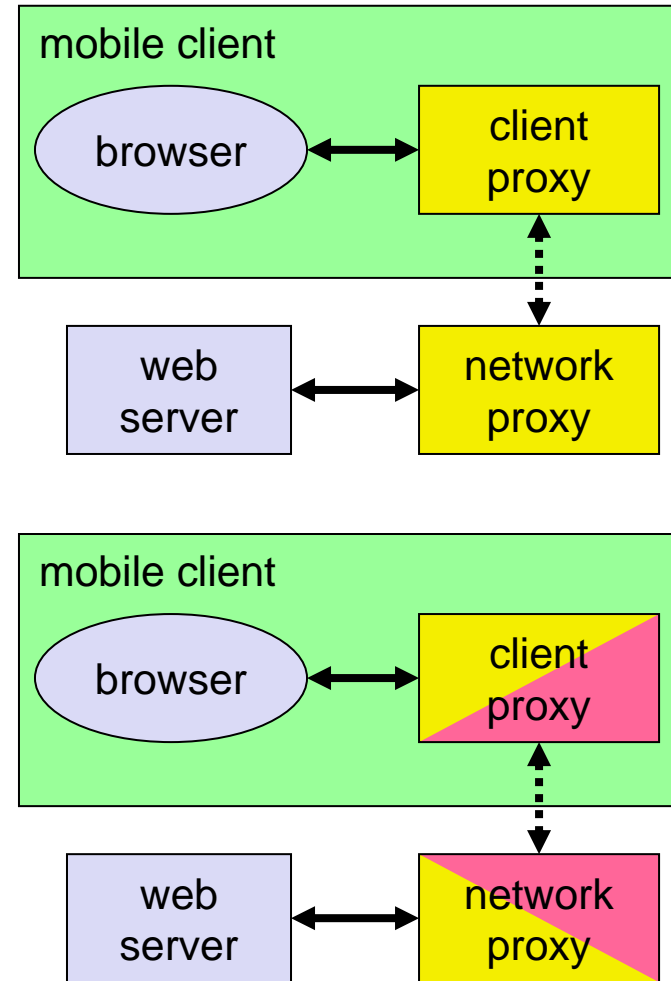 mobile client
browser
client
proxy
web
server
network
proxy
mobile client
browser
client
proxy
web
server
network
proxy